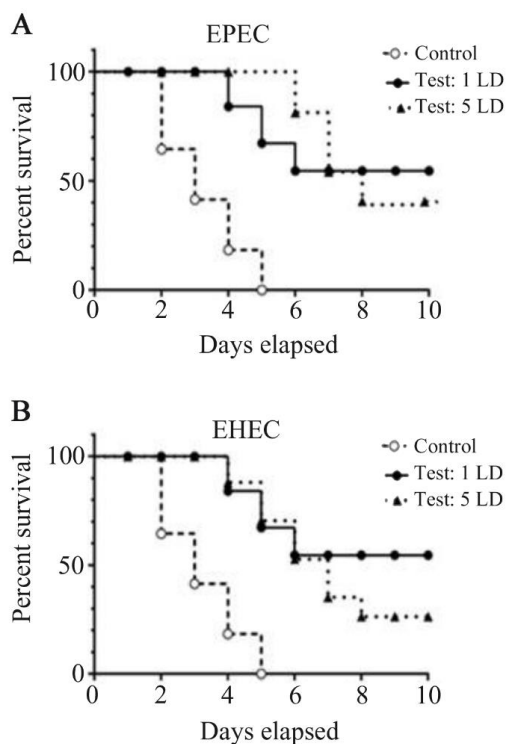 A
EPEC
Control
Test: 1 LD
Test: 5 LD
Percent survival
100
50
0
0 2 4 6 8 10
Days elapsed
B
EHEC
Control
Test: 1 LD
Test: 5 LD
Percent survival
100
50
0
0 2 4 6 8 10
Days elapsed